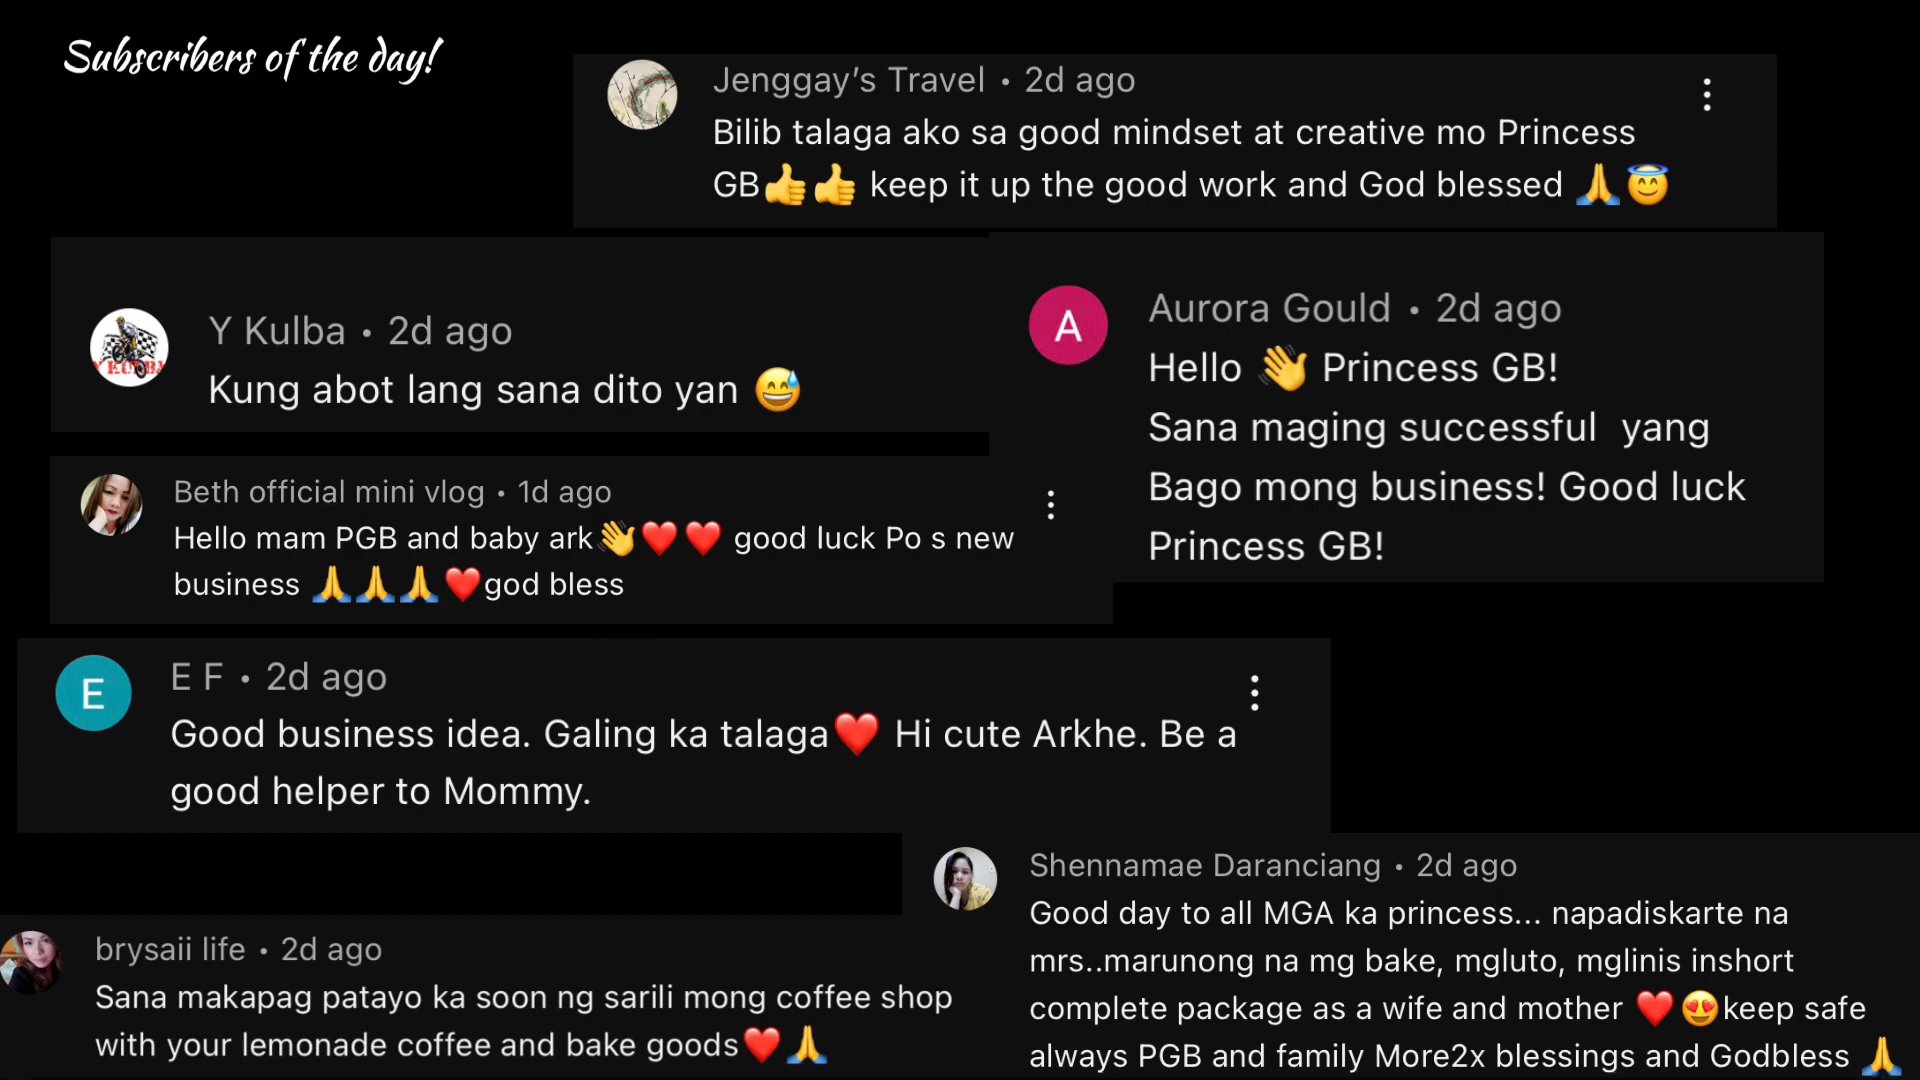 Subscribers of the day!
Jenggay's Travel • 2d ago
Bilib talaga ako sa good mindset at creative mo Princess
GB👍👍 keep it up the good work and God blessed 🙏😇
Y Kulba • 2d ago
Kung abot lang sana dito yan 😅
A
Aurora Gould • 2d ago
Hello 👋 Princess GB!
Sana maging successful yang
Bago mong business! Good luck
Princess GB!
Beth official mini vlog • 1d ago
Hello mam PGB and baby ark👋❤️❤️ good luck Po s new
business 🙏🙏🙏❤️god bless
E
E F • 2d ago
Good business idea. Galing ka talaga❤️ Hi cute Arkhe. Be a
good helper to Mommy.
Shennamae Daranciang • 2d ago
Good day to all MGA ka princess... napadiskarte na
mrs..marunong na mg bake, mgluto, mglinis inshort
complete package as a wife and mother ❤️😍keep safe
always PGB and family More2x blessings and Godbless 🙏
brysaii life • 2d ago
Sana makapag patayo ka soon ng sarili mong coffee shop
with your lemonade coffee and bake goods❤️🙏